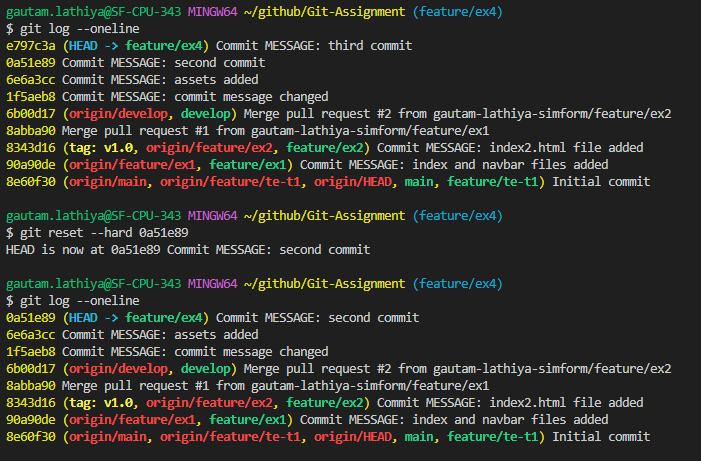 gautam.lathiya@SF-CPU-343 MINGW64 ~/github/Git-Assignment (feature/ex4)
$ git log --oneline
e797c3a (HEAD -> feature/ex4) Commit MESSAGE: third commit
0a51e89 Commit MESSAGE: second commit
6e6a3cc Commit MESSAGE: assets added
1f5aeb8 Commit MESSAGE: commit message changed
6b00d17 (origin/develop, develop) Merge pull request #2 from gautam-lathiya-simform/feature/ex2
8abba90 Merge pull request #1 from gautam-lathiya-simform/feature/ex1
8343d16 (tag: v1.0, origin/feature/ex2, feature/ex2) Commit MESSAGE: index2.html file added
90a90de (origin/feature/ex1, feature/ex1) Commit MESSAGE: index and navbar files added
8e60f30 (origin/main, origin/feature/te-t1, origin/HEAD, main, feature/te-t1) Initial commit
gautam.lathiya@SF-CPU-343 MINGW64 ~/github/Git-Assignment (feature/ex4)
$ git reset --hard 0a51e89
HEAD is now at 0a51e89 Commit MESSAGE: second commit
gautam.lathiya@SF-CPU-343 MINGW64 ~/github/Git-Assignment (feature/ex4)
$ git log --oneline
0a51e89 (HEAD -> feature/ex4) Commit MESSAGE: second commit
6e6a3cc Commit MESSAGE: assets added
1f5aeb8 Commit MESSAGE: commit message changed
6b00d17 (origin/develop, develop) Merge pull request #2 from gautam-lathiya-simform/feature/ex2
8abba90 Merge pull request #1 from gautam-lathiya-simform/feature/ex1
8343d16 (tag: v1.0, origin/feature/ex2, feature/ex2) Commit MESSAGE: index2.html file added
90a90de (origin/feature/ex1, feature/ex1) Commit MESSAGE: index and navbar files added
8e60f30 (origin/main, origin/feature/te-t1, origin/HEAD, main, feature/te-t1) Initial commit